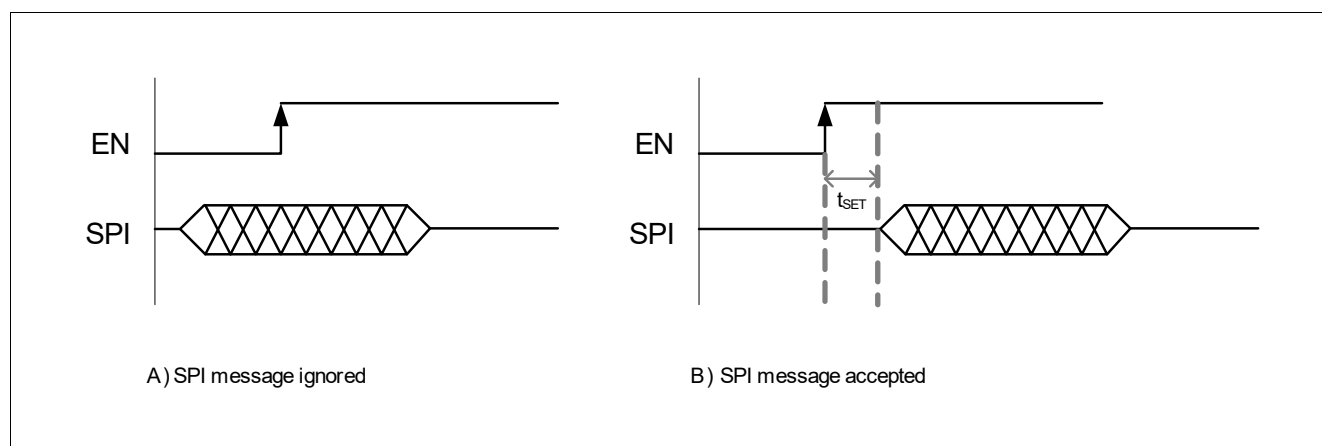 EN
SPI
A) SPI message ignored
EN
tSET
SPI
B) SPI message accepted